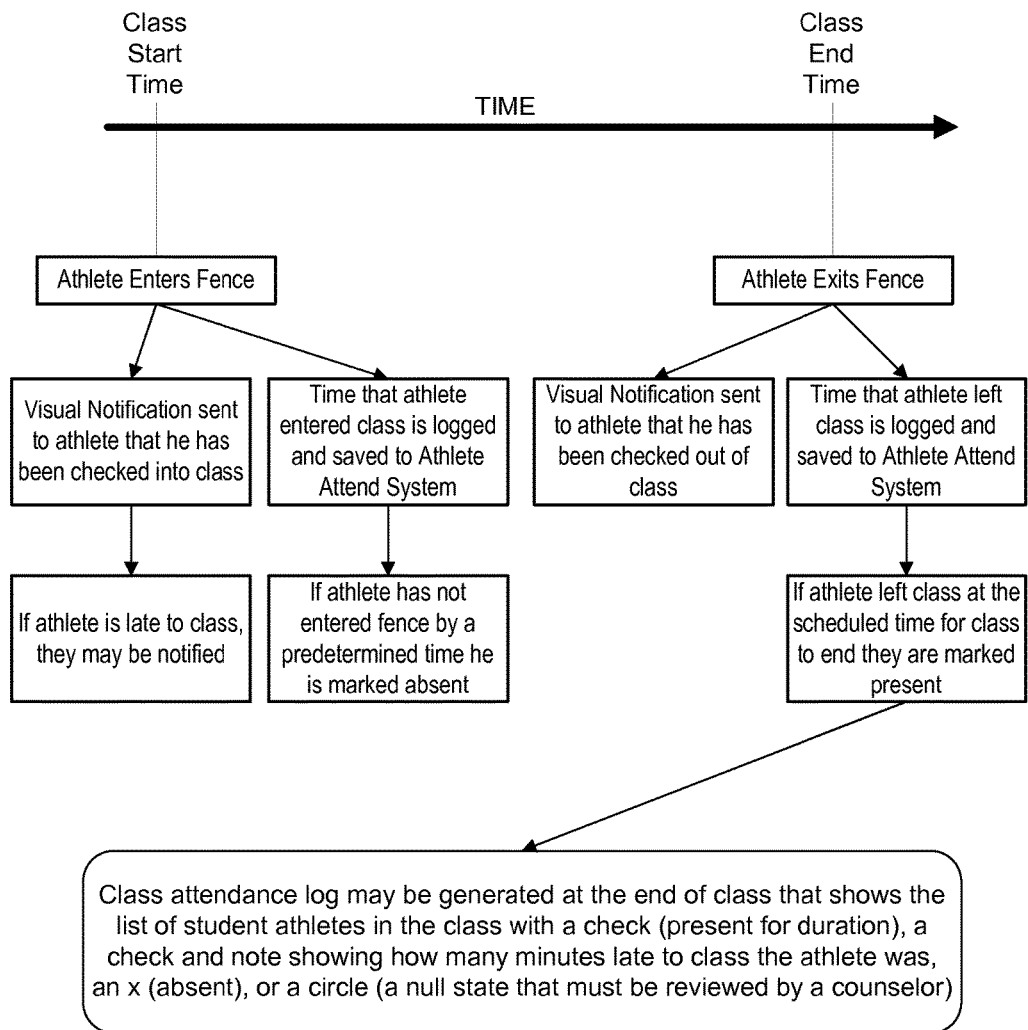 Class
Start
Time
Class
End
Time
TIME
Athlete Enters Fence
Athlete Exits Fence
Visual Notification sent
to athlete that he has
been checked into class
Time that athlete
entered class is logged
and saved to Athlete
Attend System
Visual Notification sent
to athlete that he has
been checked out of
class
Time that athlete left
class is logged and
saved to Athlete Attend
System
If athlete is late to class,
they may be notified
If athlete has not
entered fence by a
predetermined time he
is marked absent
If athlete left class at the
scheduled time for class
to end they are marked
present
Class attendance log may be generated at the end of class that shows the
list of student athletes in the class with a check (present for duration), a
check and note showing how many minutes late to class the athlete was,
an x (absent), or a circle (a null state that must be reviewed by a counselor)